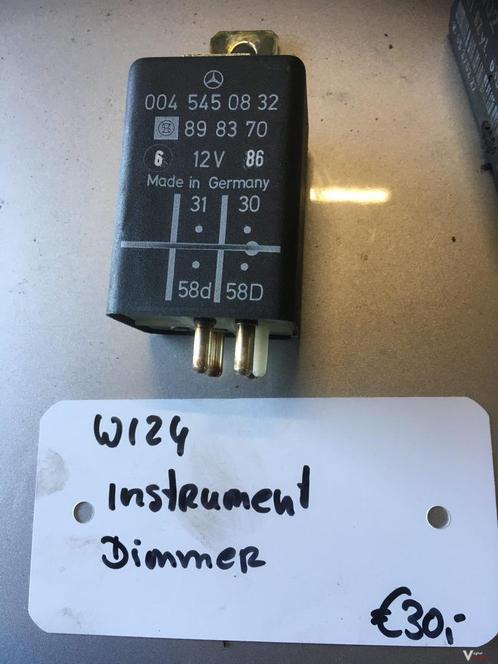 004 545 08 32
89 83 70
6 12V 86
Made in Germany
31 30
58d 58D
W124
Instrument
Dimmer
€30,-